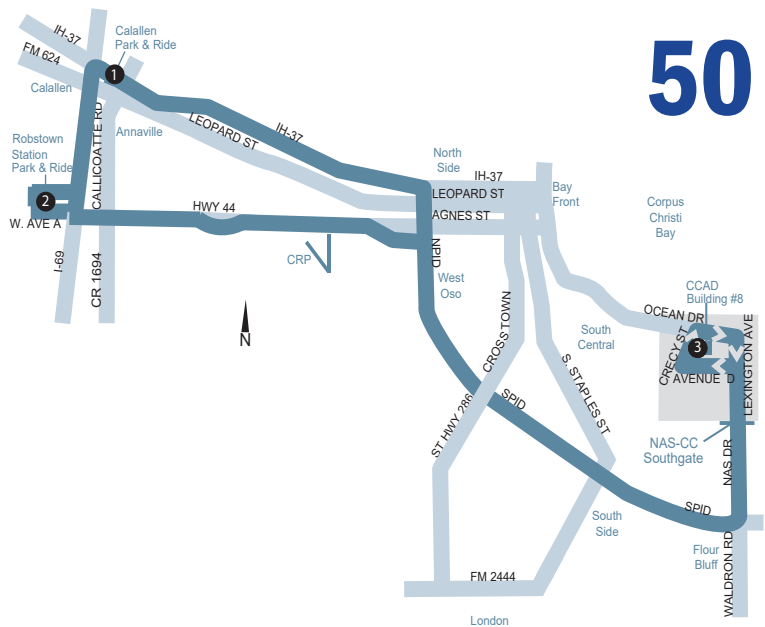 50
IH-37
Calallen
Park & Ride
FM 624
1
Calallen
CALLICOATTE RD
Annaville
LEOPARD ST
IH-37
Robstown
Station
Park & Ride
2
W. AVE A
HWY 44
I-69
CR 1694
CRP
N
North
Side
IH-37
LEOPARD ST
AGNES ST
Bay
Front
Corpus
Christi
Bay
NPID
West
Oso
CROSSTOWN
ST HWY 286
SPID
S. STAPLES ST
South
Central
OCEAN DR
CCAD
Building #8
CRECY ST
3
AVENUE D
LEXINGTON AVE
NAS-CC
Southgate
NAS DR
SPID
South
Side
Flour
Bluff
WALDRON RD
FM 2444
London